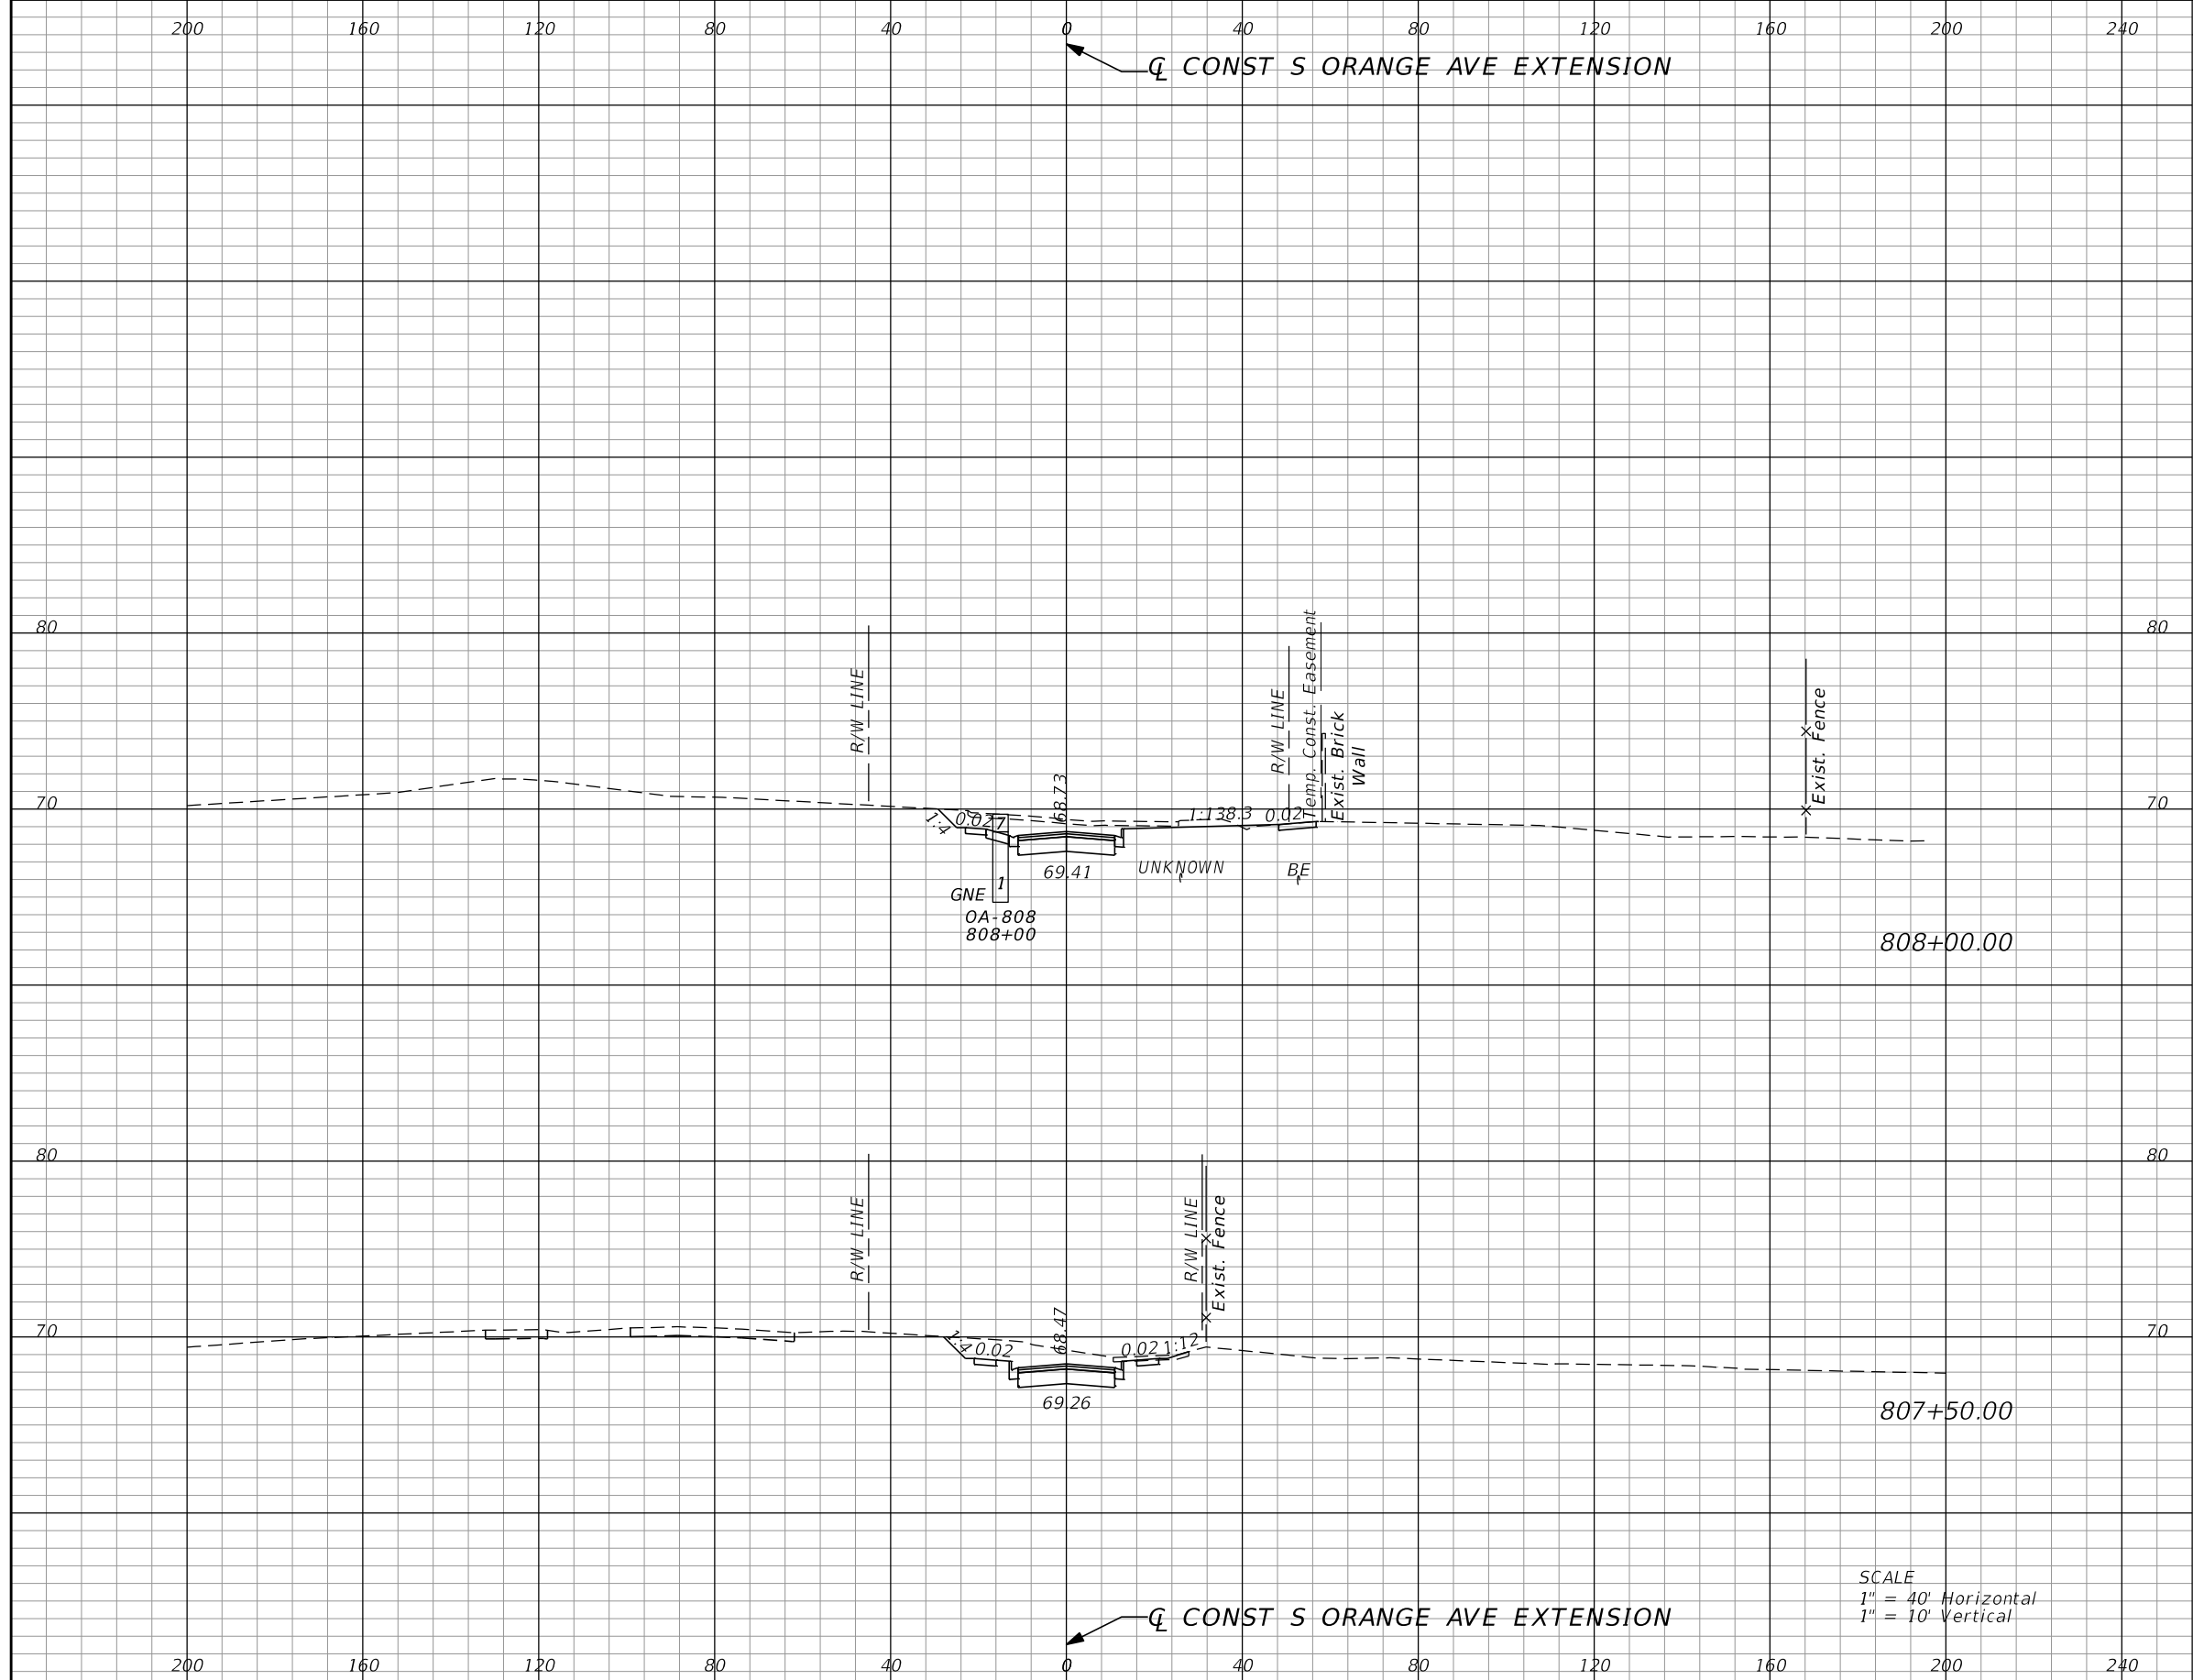 200 160 120 80 40 0 40 80 120 160 200 240
℄ CONST S ORANGE AVE EXTENSION
80 80
R/W LINE
R/W LINE
Temp. Const. Easement
Exist. Brick
Wall
Exist. Fence
70 70
68.73
1:4
0.02
7
1:138.3
0.02
69.41
UNKNOWN
BE
1
GNE
OA-808
808+00
808+00.00
80 80
R/W LINE
R/W LINE
Exist. Fence
70 70
68.47
1:4
0.02
0.02
1:12
69.26
807+50.00
SCALE
1" = 40' Horizontal
1" = 10' Vertical
℄ CONST S ORANGE AVE EXTENSION
200 160 120 80 40 0 40 80 120 160 200 240